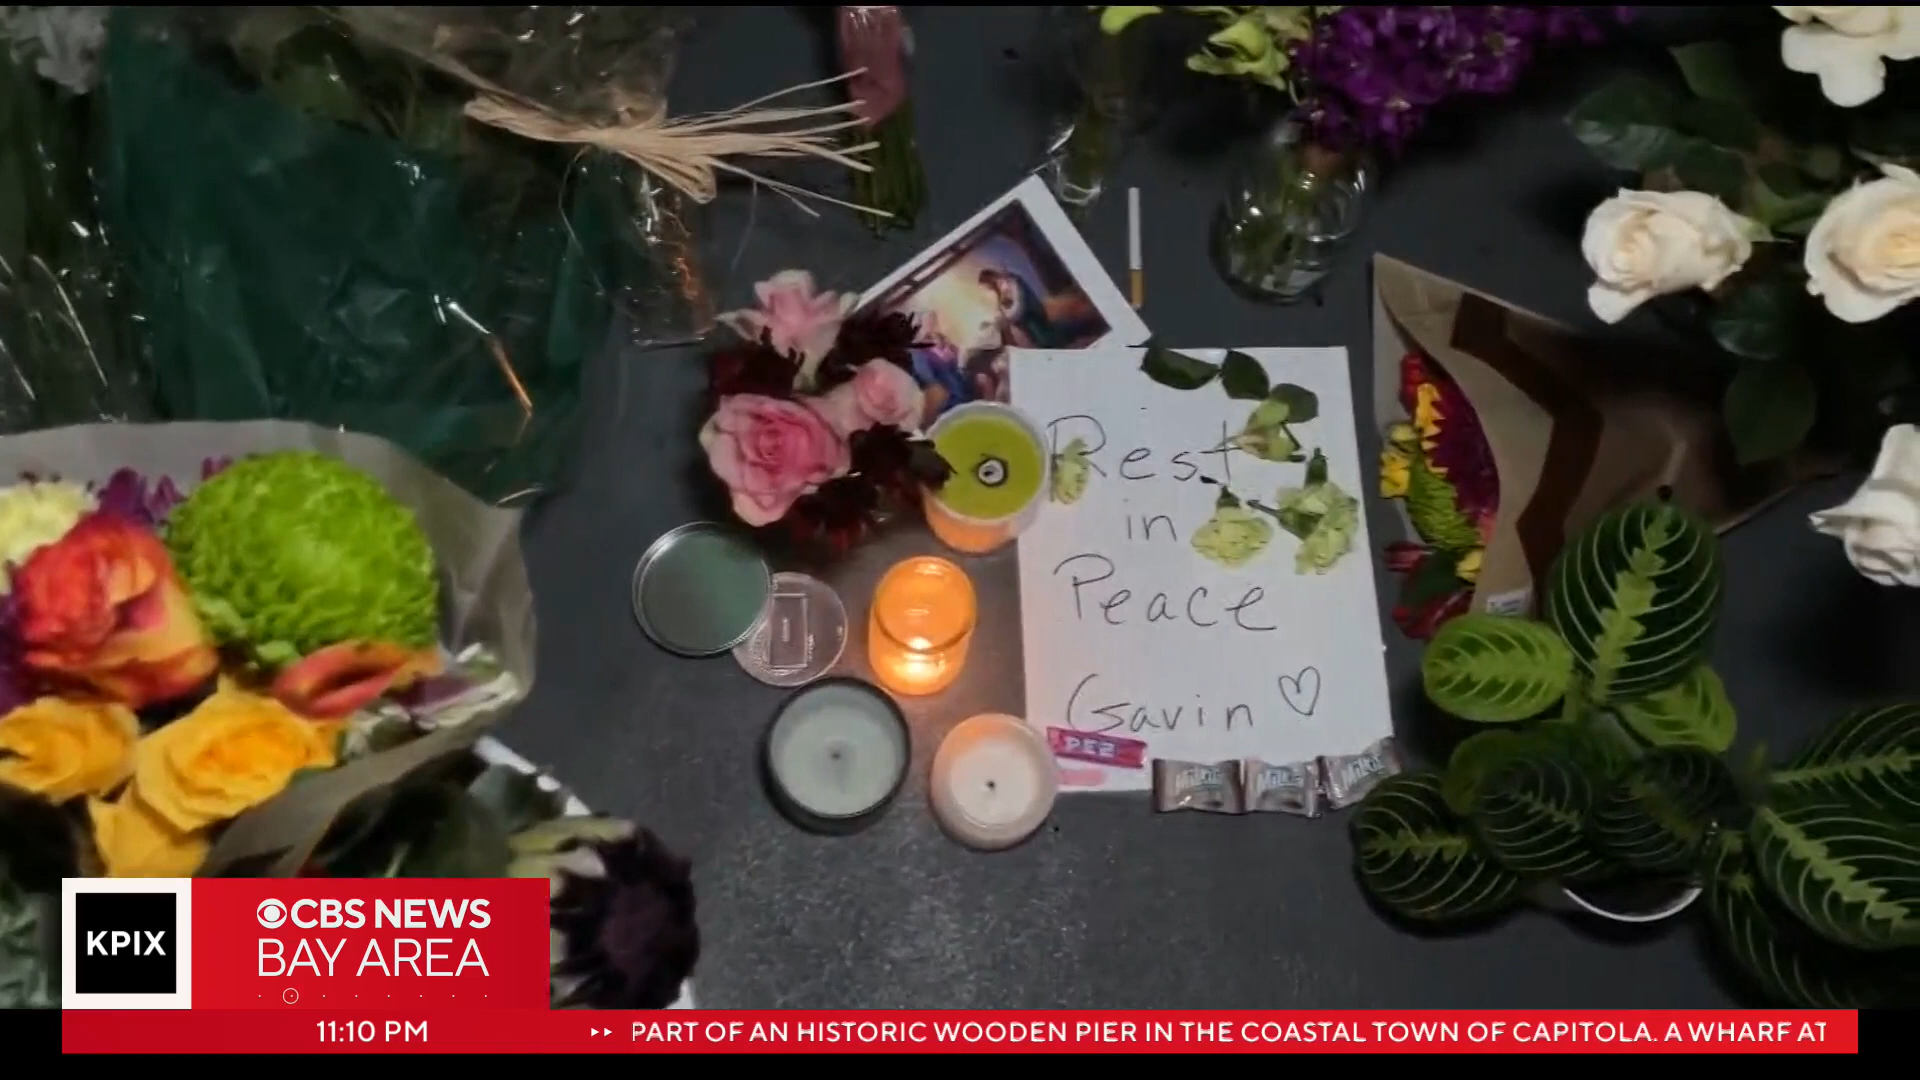 Rest
in
Peace
Gavin
PEZ
KPIX
CBS NEWS
BAY AREA
11:10 PM
PART OF AN HISTORIC WOODEN PIER IN THE COASTAL TOWN OF CAPITOLA. A WHARF AT